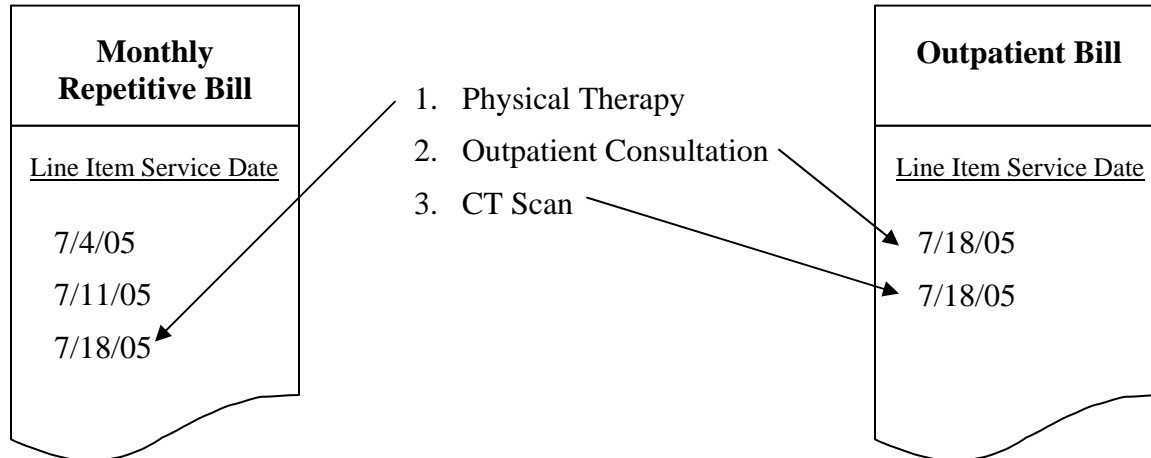 Monthly
Repetitive Bill
Line Item Service Date
7/4/05
7/11/05
7/18/05
1. Physical Therapy
2. Outpatient Consultation
3. CT Scan
Outpatient Bill
Line Item Service Date
7/18/05
7/18/05